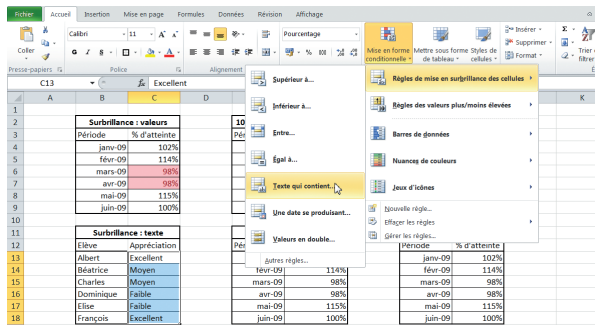 Fichier Accueil Insertion Mise en page Formules Données Révision Affichage
Coller
Calibri 11 A A
G I S
Pourcentage
% 000
Mise en forme conditionnelle
Mettre sous forme de tableau
Styles de cellules
Insérer
Supprimer
Format
Σ
Trier filtrer
Presse-papiers Police Alignement
C13 fx Excellent
A B C D K
1
2 Surbrillance : valeurs 10
3 Période % d'atteinte
4 janv-09 102%
5 févr-09 114%
6 mars-09 98%
7 avr-09 98%
8 mai-09 115%
9 juin-09 100%
10
11 Surbrillance : texte
12 Elève Appréciation Période % d'atteinte
13 Albert Excellent janv-09 102%
14 Béatrice Moyen févr-09 114% févr-09 114%
15 Charles Moyen mars-09 98% mars-09 98%
16 Dominique Faible avr-09 98% avr-09 98%
17 Elise Faible mai-09 115% mai-09 115%
18 François Excellent juin-09 100% juin-09 100%
Supérieur à...
Inférieur à...
Entre...
Égal à...
Texte qui contient...
Une date se produisant...
Valeurs en double...
Autres règles...
Règles de mise en surbrillance des cellules
Règles des valeurs plus/moins élevées
Barres de données
Nuances de couleurs
Jeux d'icônes
Nouvelle règle...
Effacer les règles
Gérer les règles...